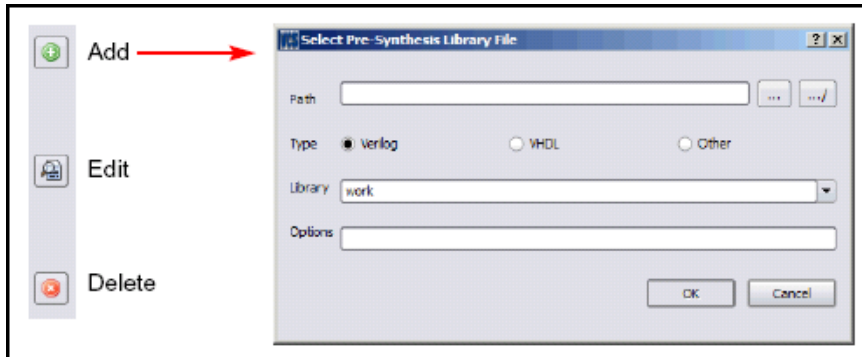 Add
Edit
Delete
Select Pre-Synthesis Library File
Path
... .../
Type Verilog VHDL Other
Library work
Options
OK Cancel